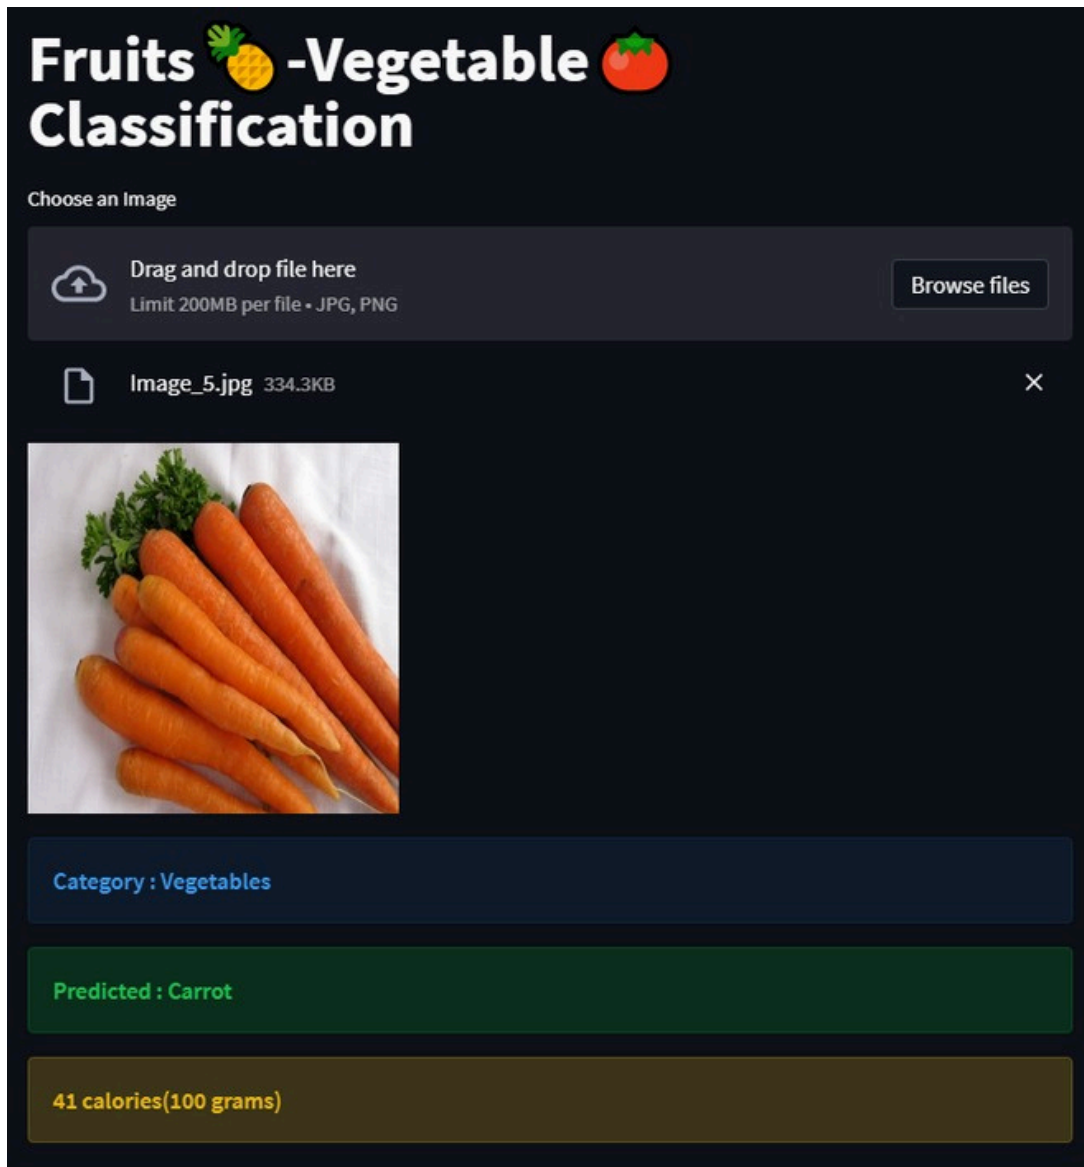 Fruits🍍-Vegetable🍅
Classification
Choose an Image
Drag and drop file here
Limit 200MB per file • JPG, PNG
Browse files
Image_5.jpg 334.3KB
Category : Vegetables
Predicted : Carrot
41 calories(100 grams)